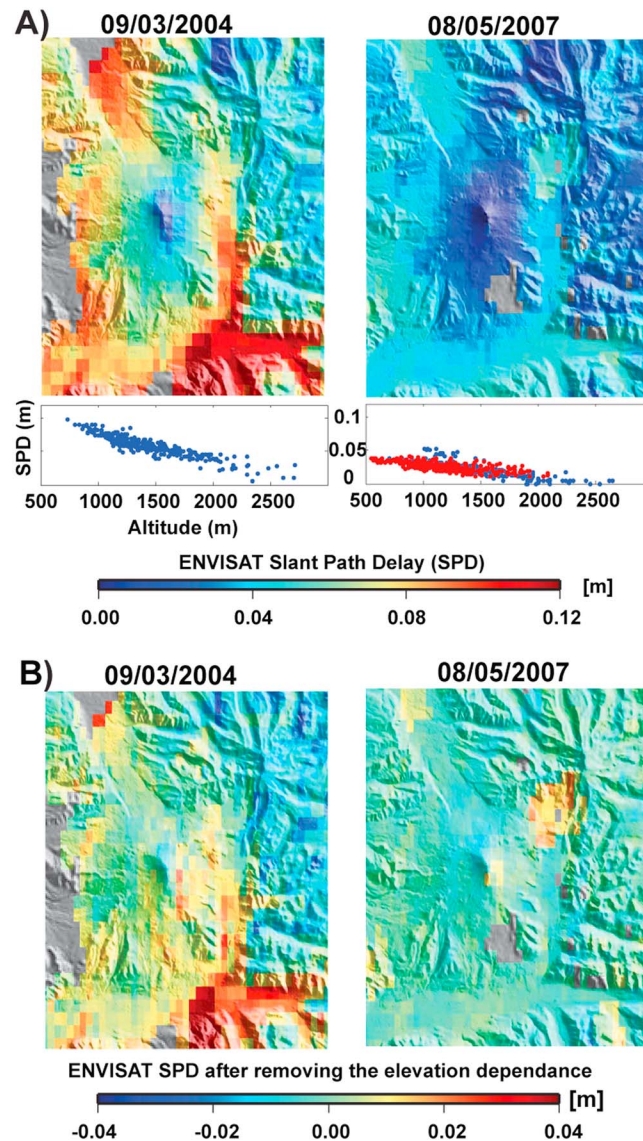 A)
09/03/2004 08/05/2007
SPD (m)
0.1
0.05
0
500 1000 1500 2000 2500 500 1000 1500 2000 2500
Altitude (m)
ENVISAT Slant Path Delay (SPD)
[m]
0.00 0.04 0.08 0.12
B)
09/03/2004 08/05/2007
ENVISAT SPD after removing the elevation dependance
[m]
-0.04 -0.02 0.00 0.02 0.04